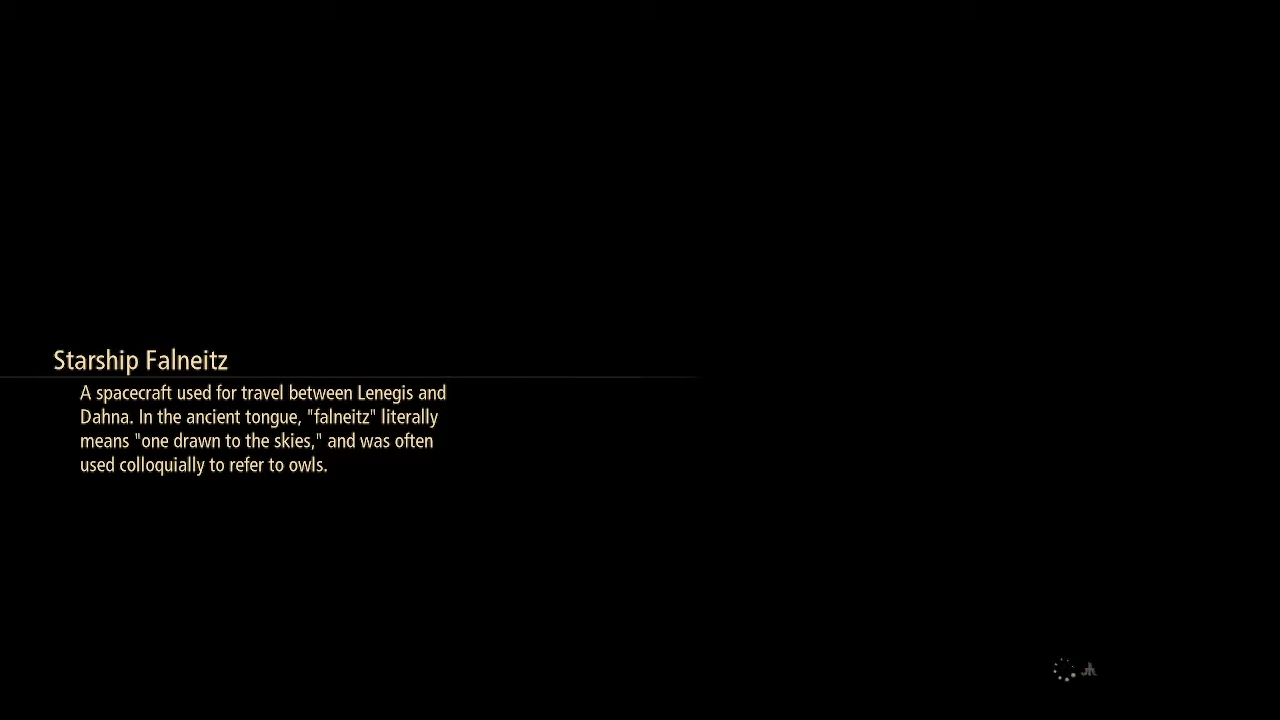 Starship Falneitz
A spacecraft used for travel between Lenegis and
Dahna. In the ancient tongue, "falneitz" literally
means "one drawn to the skies," and was often
used colloquially to refer to owls.